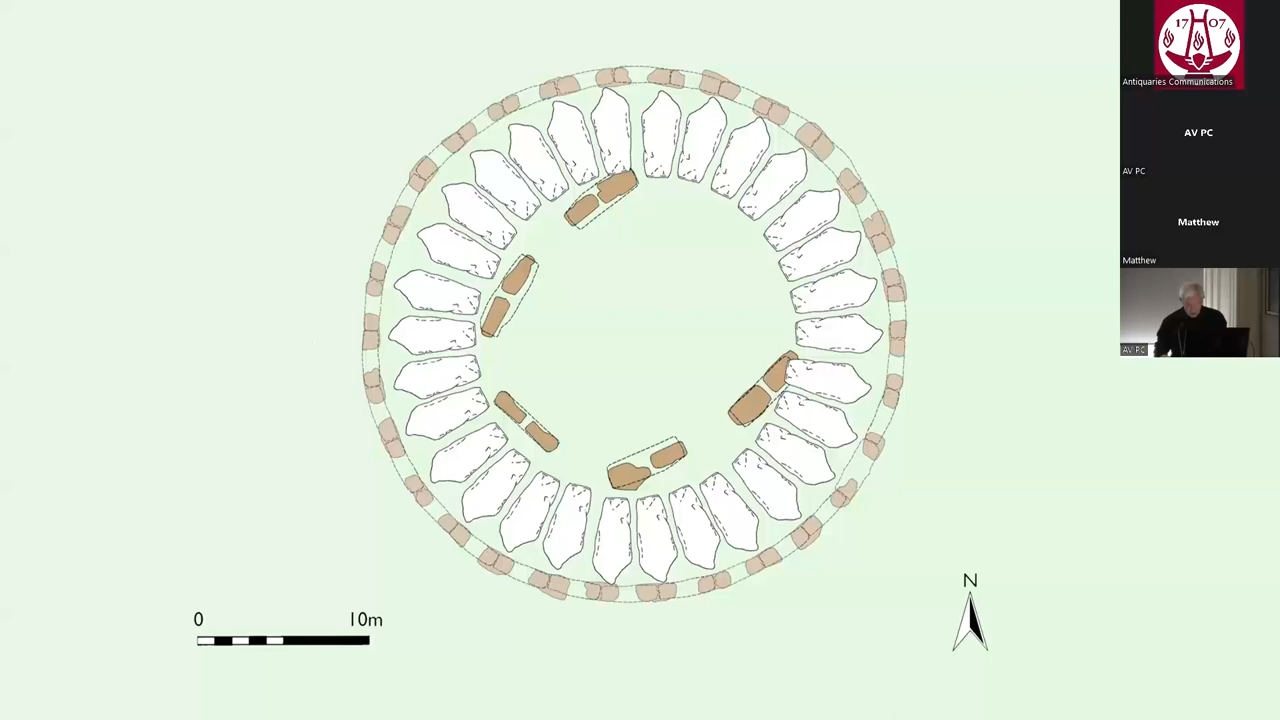 17 07
Antiquaries Communications
AV PC
AV PC
Matthew
Matthew
AV PC
0 10m
N